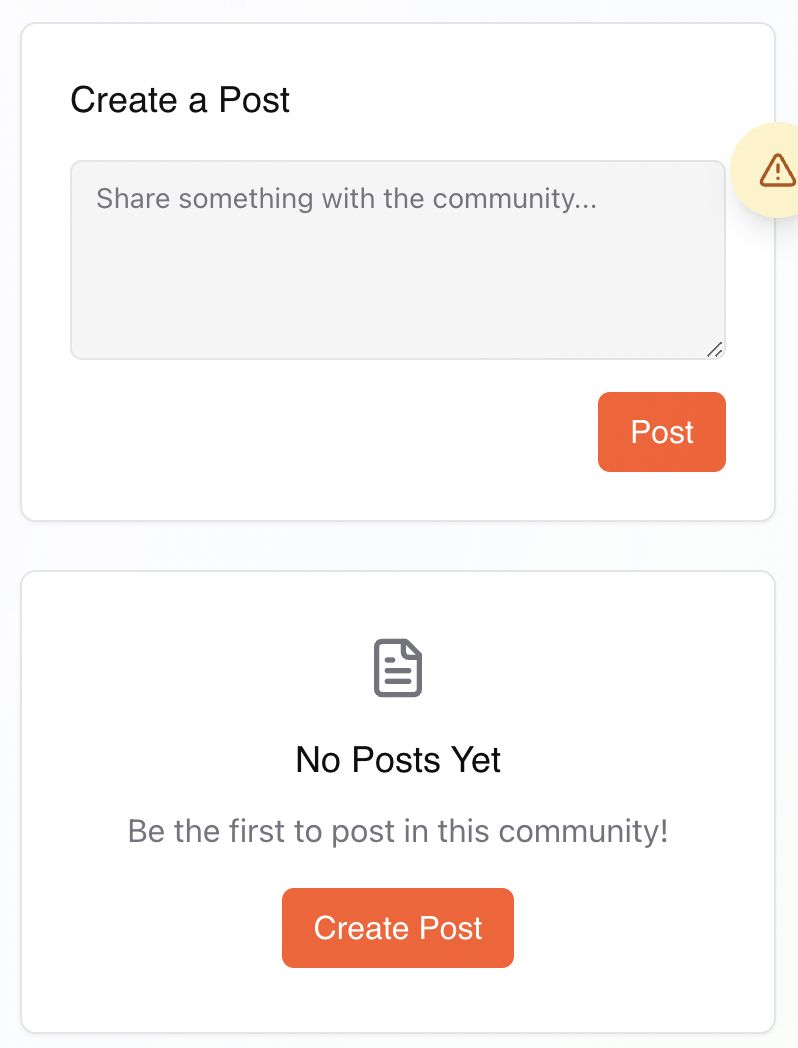 Create a Post
Share something with the community...
Post
No Posts Yet
Be the first to post in this community!
Create Post